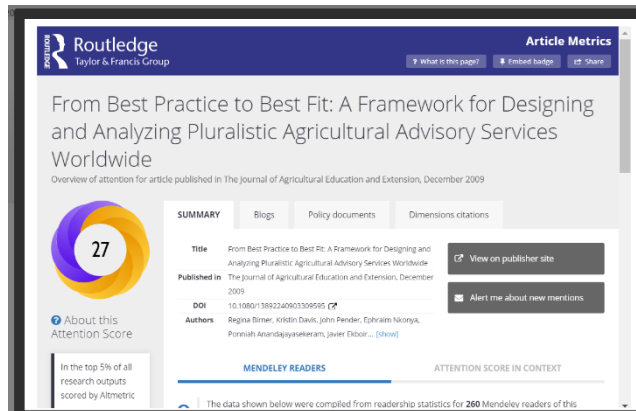 ROUTLEDGE
Routledge
Taylor & Francis Group
Article Metrics
? What is this page?
Embed badge
Share
From Best Practice to Best Fit: A Framework for Designing
and Analyzing Pluralistic Agricultural Advisory Services
Worldwide
Overview of attention for article published in The Journal of Agricultural Education and Extension, December 2009
27
? About this
Attention Score
In the top 5% of all
research outputs
scored by Altmetric
SUMMARY
Blogs
Policy documents
Dimensions citations
Title From Best Practice to Best Fit: A Framework for Designing and
Analyzing Pluralistic Agricultural Advisory Services Worldwide
Published in The Journal of Agricultural Education and Extension, December
2009
DOI 10.1080/13892240903309595
Authors Regina Birner, Kristin Davis, John Pender, Ephraim Nkonya,
Ponniah Anandajayasekeram, Javier Ekboir... [show]
View on publisher site
Alert me about new mentions
MENDELEY READERS
ATTENTION SCORE IN CONTEXT
The data shown below were compiled from readership statistics for 260 Mendeley readers of this